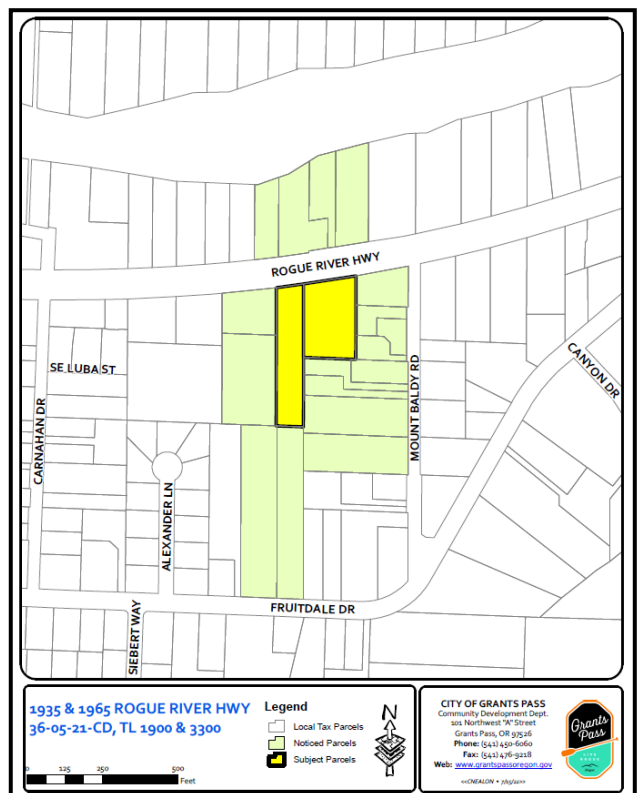 ROGUE RIVER HWY
SE LUBA ST
CARNAHAN DR
MOUNT BALDY RD
CANYON DR
ALEXANDER LN
FRUITDALE DR
SIEBERT WAY
1935 & 1965 ROGUE RIVER HWY
36-05-21-CD, TL 1900 & 3300
0 125 250 500
Feet
Legend
Local Tax Parcels
Noticed Parcels
Subject Parcels
N
CITY OF GRANTS PASS
Community Development Dept.
101 Northwest "A" Street
Grants Pass, OR 97526
Phone: (541) 450-6060
Fax: (541) 476-9218
Web: www.grantspassoregon.gov
Grants
Pass